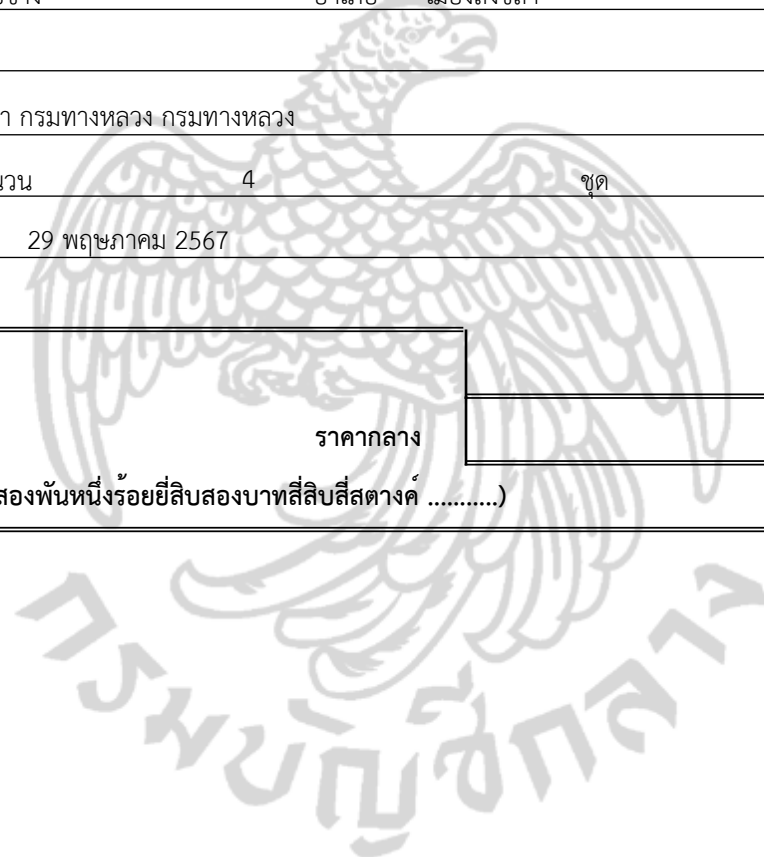 กรมทางหลวง กรมทางหลวง
4 ชุด
29 พฤษภาคม 2567
ราคากลาง
สองพันหนึ่งร้อยยี่สิบสองบาทสี่สิบสี่สตางค์ ...........)
กรมบัญชีกลาง